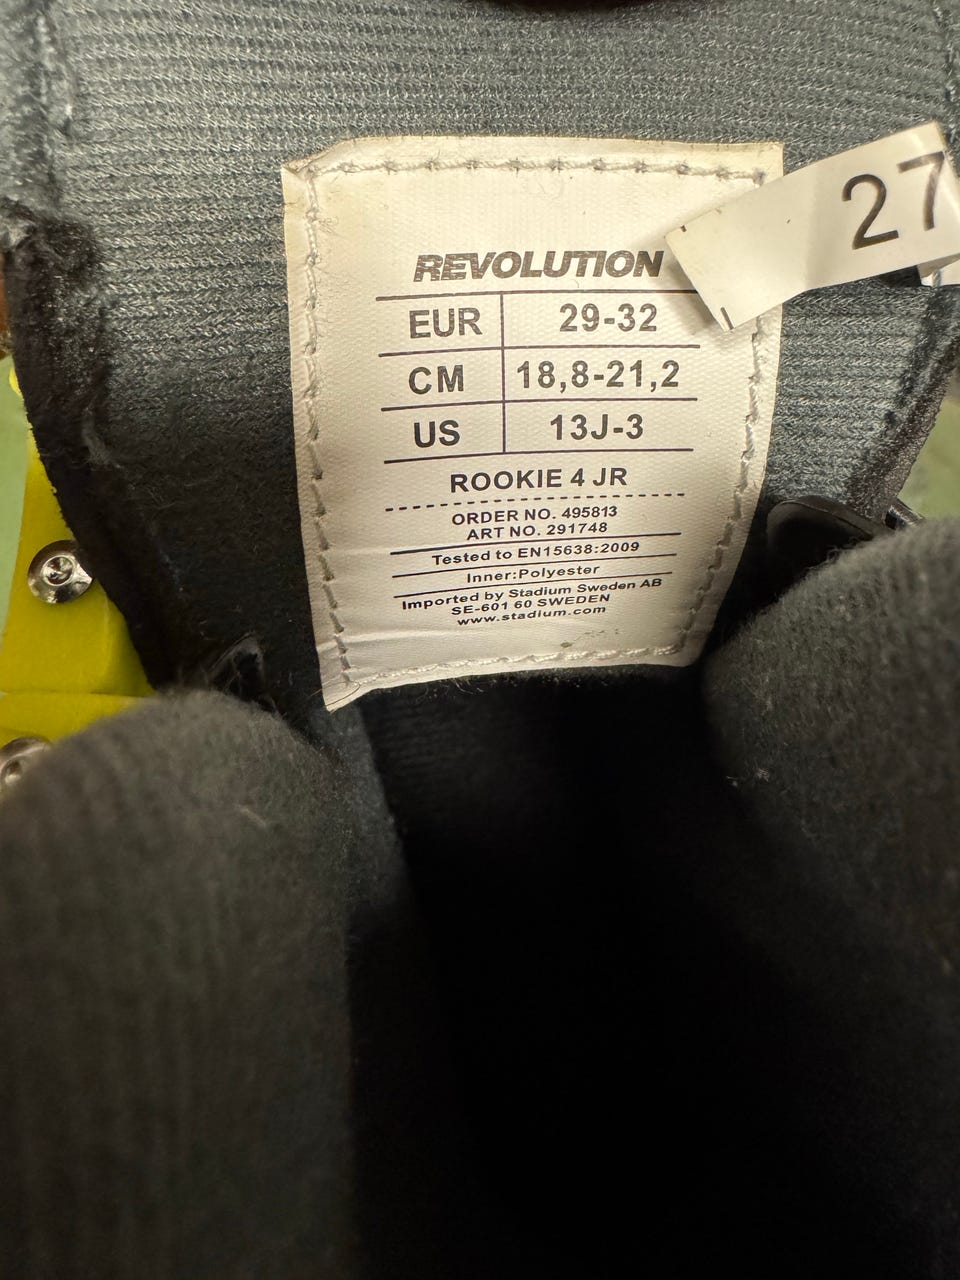 REVOLUTION
27
EUR 29-32
CM 18,8-21,2
US 13J-3
ROOKIE 4 JR
ORDER NO. 495813
ART NO. 291748
Tested to EN15638:2009
Inner:Polyester
Imported by Stadium Sweden AB
SE-601 60 SWEDEN
www.stadium.com